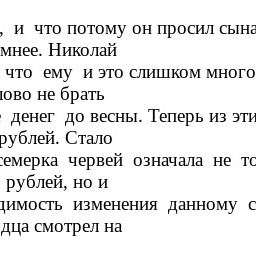 , и что потому он просил сына
мнее. Николай
что ему и это слишком много
лово не брать
денег до весны. Теперь из эти
рублей. Стало
семерка червей означала не то
рублей, но и
димость изменения данному с
дца смотрел на